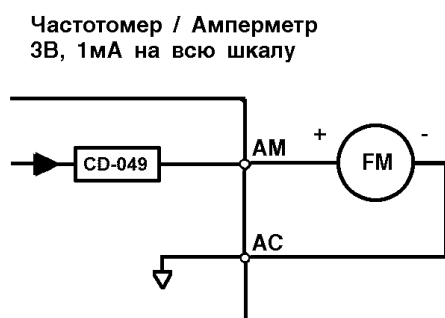 Частотомер / Амперметр
3В, 1мА на всю шкалу
AM
+
-
CD-049
FM
AC